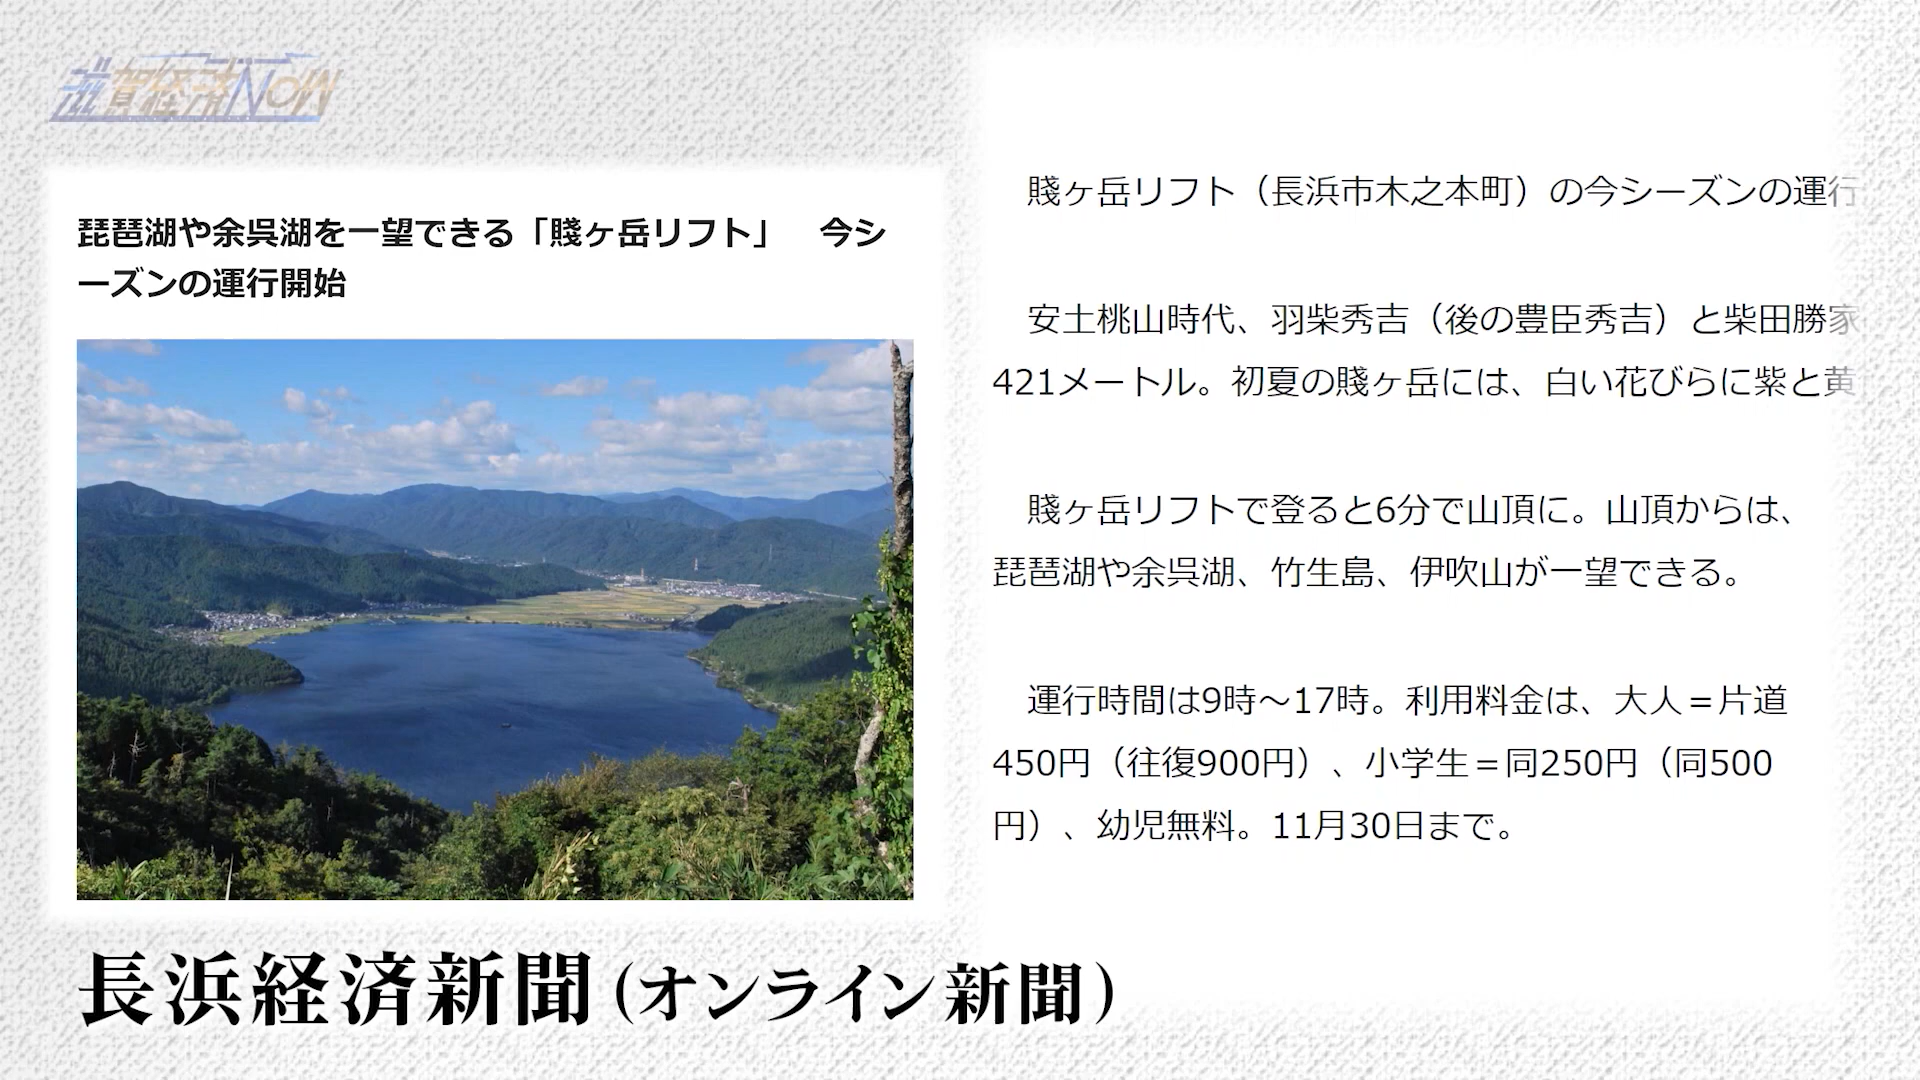 滋賀経済NOW
琵琶湖や余呉湖を一望できる「賤ヶ岳リフト」　今シ
ーズンの運行開始
賤ヶ岳リフト（長浜市木之本町）の今シーズンの運行
安土桃山時代、羽柴秀吉（後の豊臣秀吉）と柴田勝家
421メートル。初夏の賤ヶ岳には、白い花びらに紫と黄
賤ヶ岳リフトで登ると6分で山頂に。山頂からは、
琵琶湖や余呉湖、竹生島、伊吹山が一望できる。
運行時間は9時～17時。利用料金は、大人＝片道
450円（往復900円）、小学生＝同250円（同500
円）、幼児無料。11月30日まで。
長浜経済新聞（オンライン新聞）